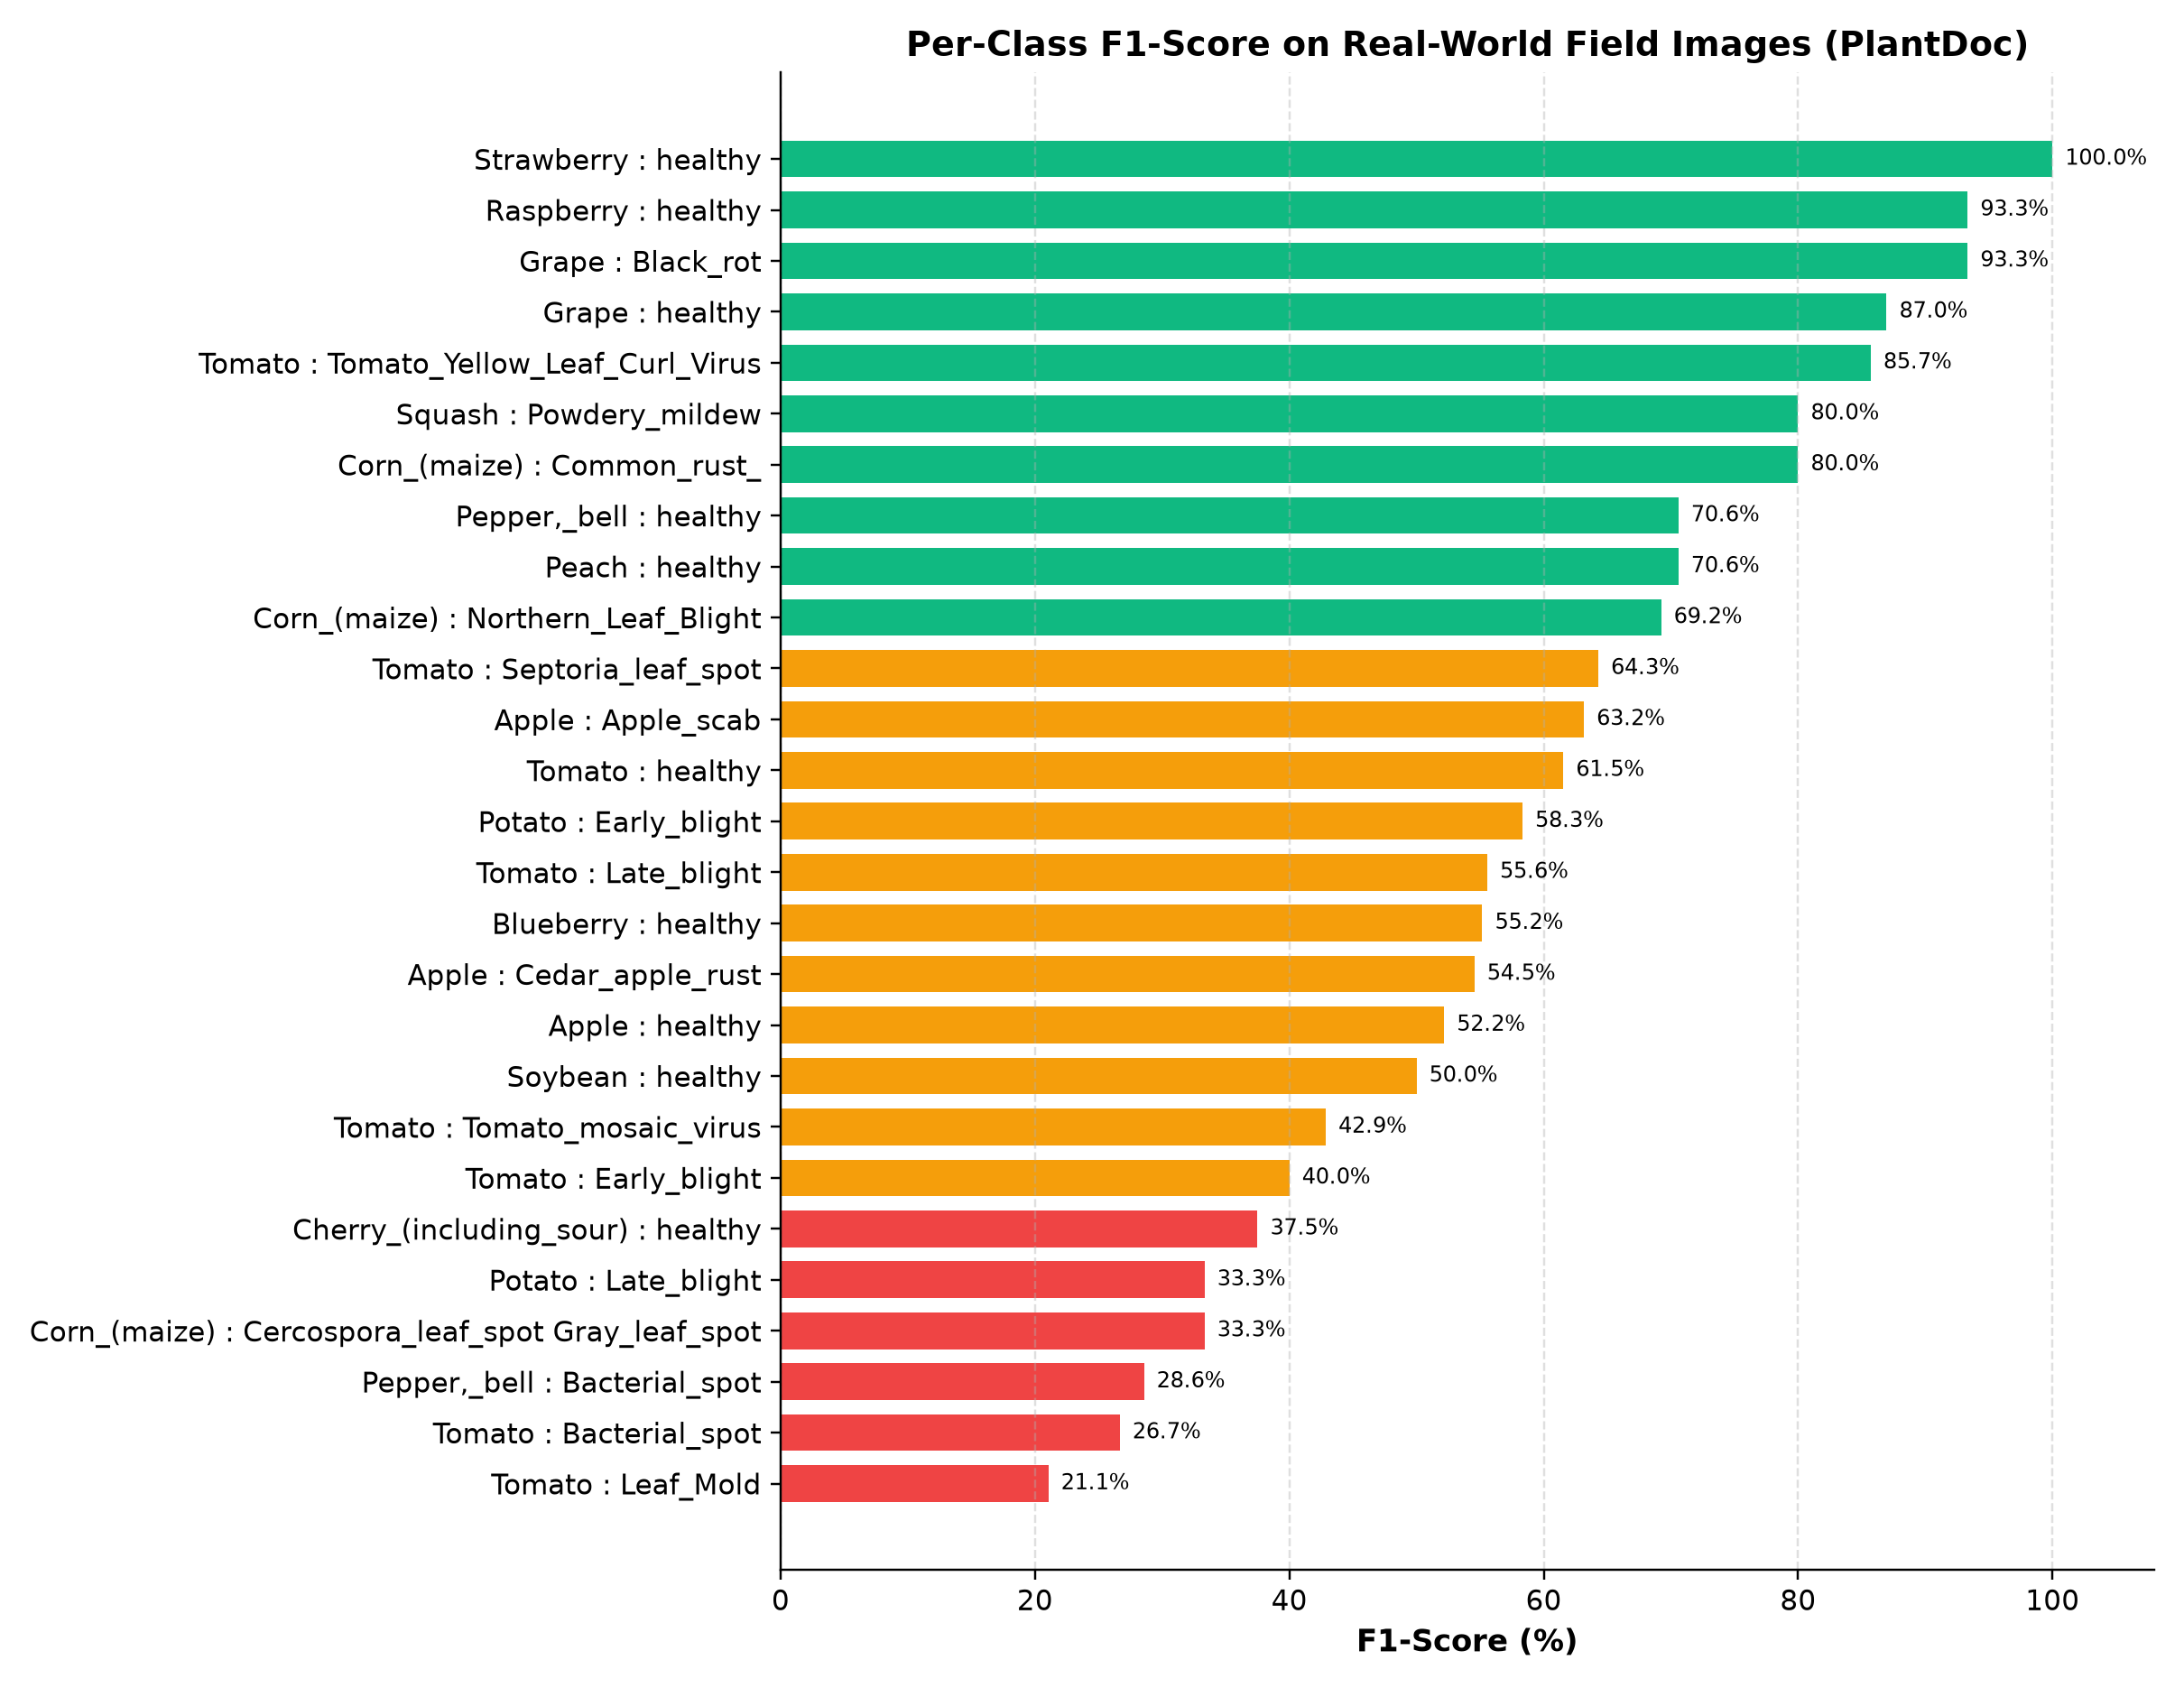 Per-Class F1-Score on Real-World Field Images (PlantDoc)
Strawberry : healthy 100.0%
Raspberry : healthy 93.3%
Grape : Black_rot 93.3%
Grape : healthy 87.0%
Tomato : Tomato_Yellow_Leaf_Curl_Virus 85.7%
Squash : Powdery_mildew 80.0%
Corn_(maize) : Common_rust_ 80.0%
Pepper,_bell : healthy 70.6%
Peach : healthy 70.6%
Corn_(maize) : Northern_Leaf_Blight 69.2%
Tomato : Septoria_leaf_spot 64.3%
Apple : Apple_scab 63.2%
Tomato : healthy 61.5%
Potato : Early_blight 58.3%
Tomato : Late_blight 55.6%
Blueberry : healthy 55.2%
Apple : Cedar_apple_rust 54.5%
Apple : healthy 52.2%
Soybean : healthy 50.0%
Tomato : Tomato_mosaic_virus 42.9%
Tomato : Early_blight 40.0%
Cherry_(including_sour) : healthy 37.5%
Potato : Late_blight 33.3%
Corn_(maize) : Cercospora_leaf_spot Gray_leaf_spot 33.3%
Pepper,_bell : Bacterial_spot 28.6%
Tomato : Bacterial_spot 26.7%
Tomato : Leaf_Mold 21.1%
0 20 40 60 80 100
F1-Score (%)